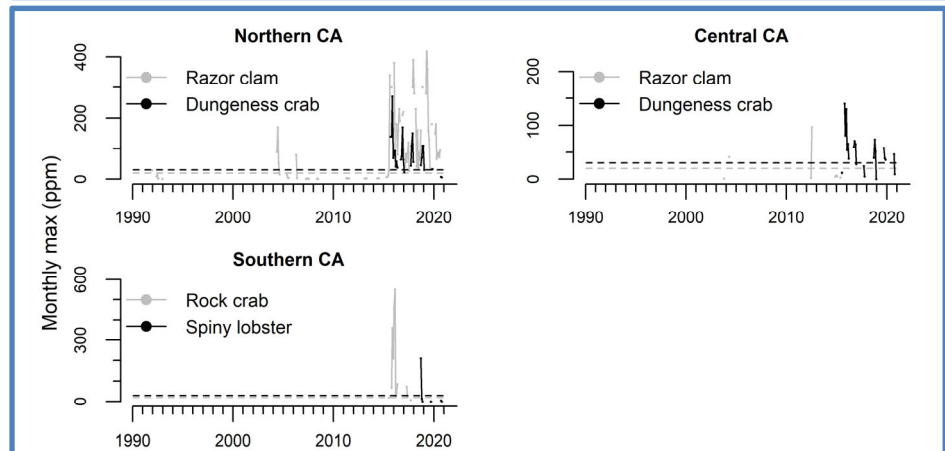 Northern CA
400
200
0
Razor clam
Dungeness crab
1990 2000 2010 2020
Central CA
200
100
0
Razor clam
Dungeness crab
1990 2000 2010 2020
Monthly max (ppm)
Southern CA
600
300
0
Rock crab
Spiny lobster
1990 2000 2010 2020